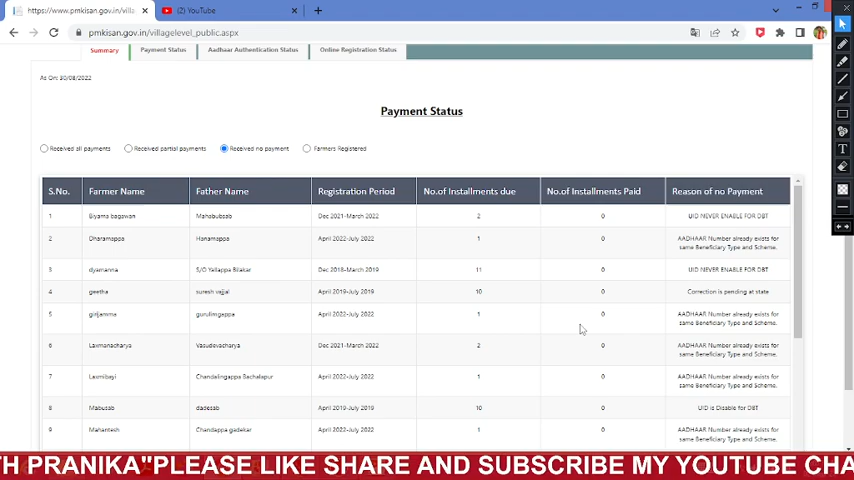 https://www.pmkisan.gov.in/villa
(2) YouTube
pmkisan.gov.in/villagelevel_public.aspx
Summary
Payment Status
Aadhaar Authentication Status
Online Registration Status
As On: 30/08/2022
Payment Status
Received all payments
Received partial payments
Received no payment
Farmers Registered
S.No. Farmer Name Father Name Registration Period No.of Installments due No.of Installments Paid Reason of no Payment
1 Biyama bagawan Mahabubsab Dec 2021-March 2022 2 0 UID NEVER ENABLE FOR DBT
2 Dharamappa Hanamappa April 2022-July 2022 1 0 AADHAAR Number already exists for
same Beneficiary Type and Scheme.
3 dyamanna S/O Yallappa Bilakar Dec 2018-March 2019 11 0 UID NEVER ENABLE FOR DBT
4 geetha suresh vajjal April 2019-July 2019 10 0 Correction is pending at state
5 girijamma gurulimgappa April 2022-July 2022 1 0 AADHAAR Number already exists for
same Beneficiary Type and Scheme.
6 Laxmanacharya Vasudevacharya Dec 2021-March 2022 2 0 AADHAAR Number already exists for
same Beneficiary Type and Scheme.
7 Laxmibayi Chandalingappa Bachalapur April 2022-July 2022 1 0 AADHAAR Number already exists for
same Beneficiary Type and Scheme.
8 Mabusab dadesab April 2019-July 2019 10 0 UID is Disable for DBT
9 Mahantesh Chandappa gadekar April 2022-July 2022 1 0 AADHAAR Number already exists for
same Beneficiary Type and Scheme.
TH PRANIKA"PLEASE LIKE SHARE AND SUBSCRIBE MY YOUTUBE CHA